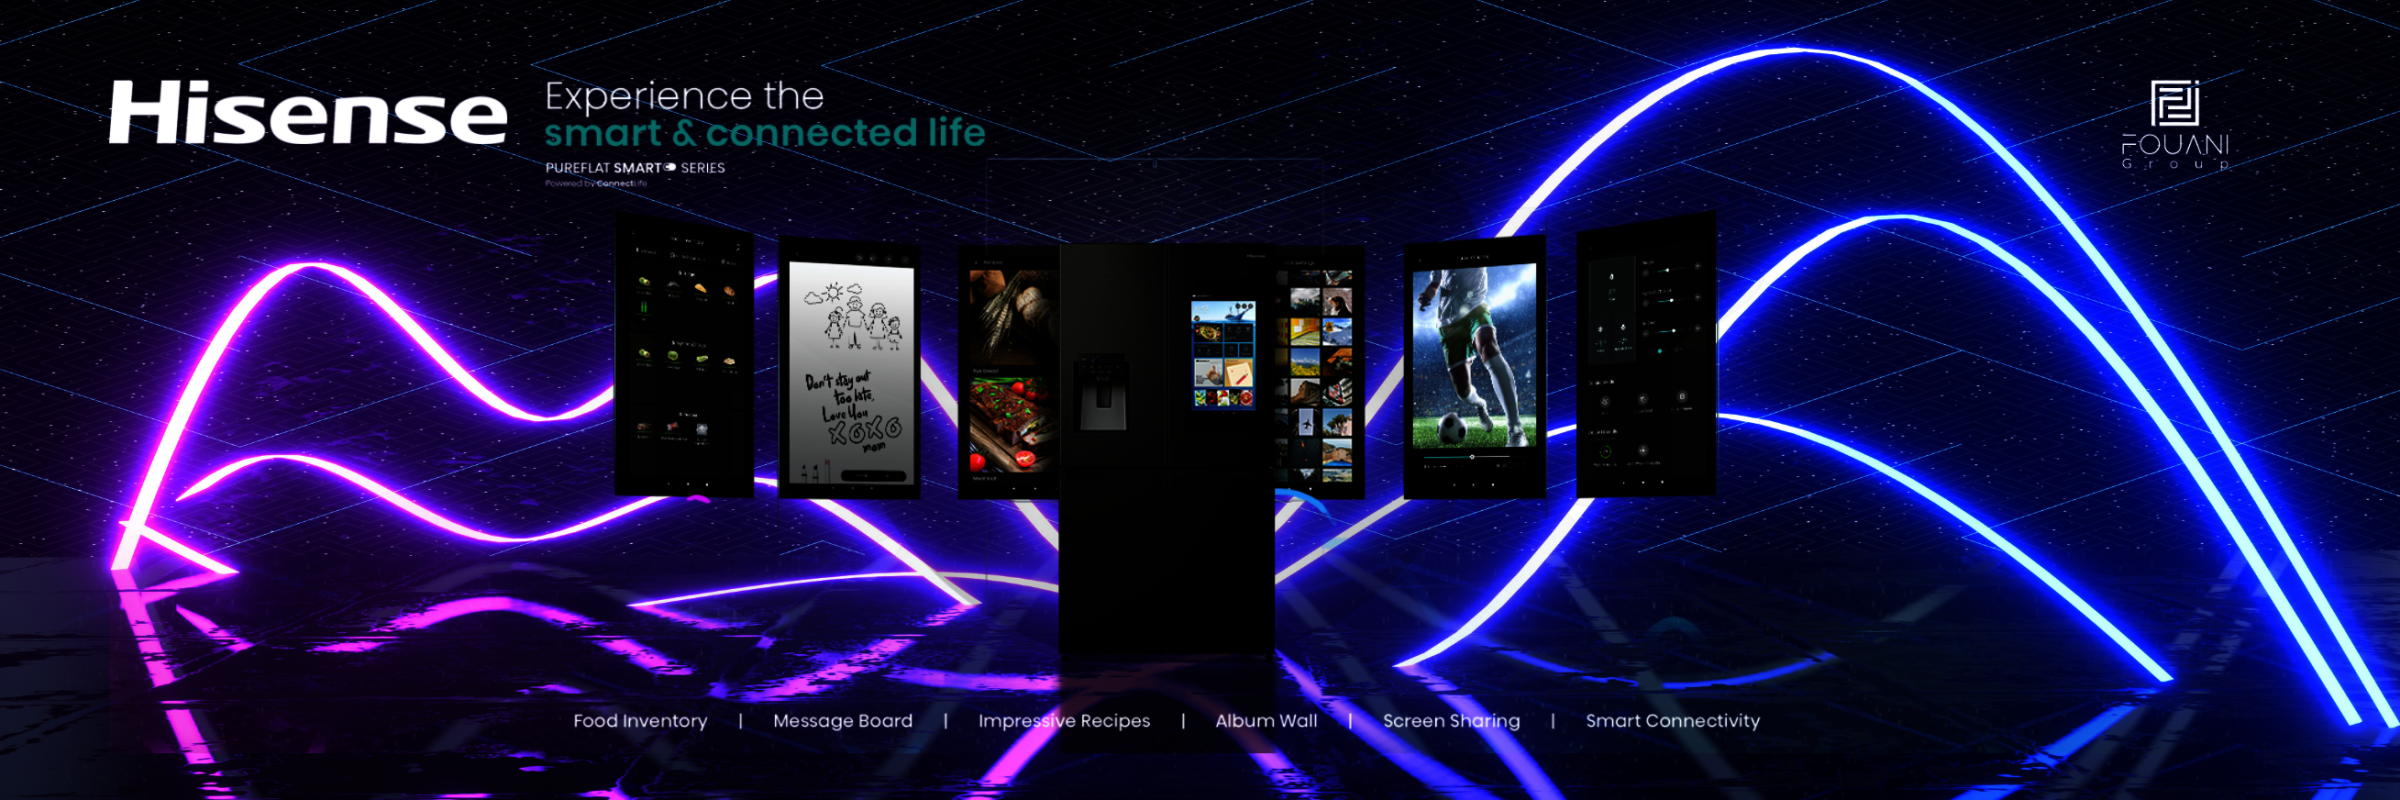 Hisense
Experience the
smart & connected life
PUREFLAT SMART SERIES
Powered by ConnectLife
FOUANI
Group
Don't stay out
too late,
Love You
XOXO
mom
Food Inventory | Message Board | Impressive Recipes | Album Wall | Screen Sharing | Smart Connectivity